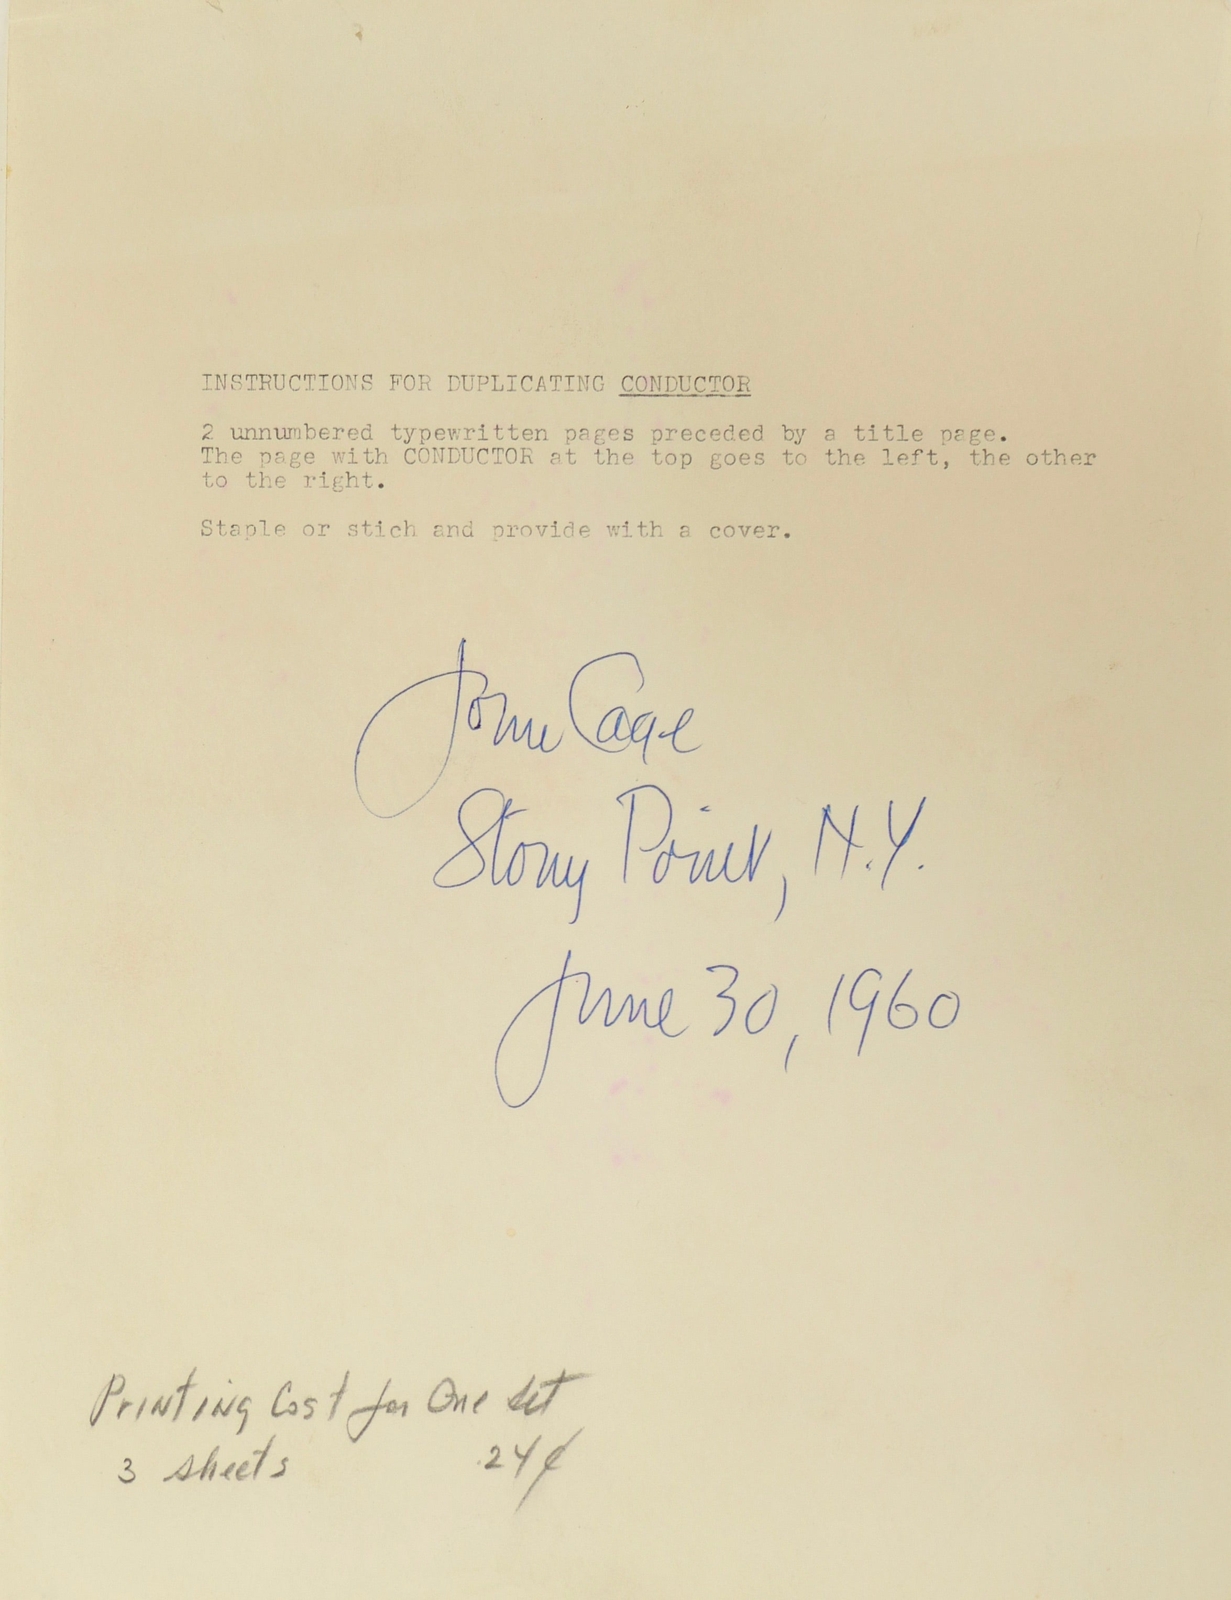 INSTRUCTIONS FOR DUPLICATING CONDUCTOR
2 unnumbered typewritten pages preceded by a title page.
The page with CONDUCTOR at the top goes to the left, the other
to the right.
Staple or stich and provide with a cover.
John Cage
Stony Point, N.Y.
June 30, 1960
Printing Cost for One Set
3 sheets .24¢